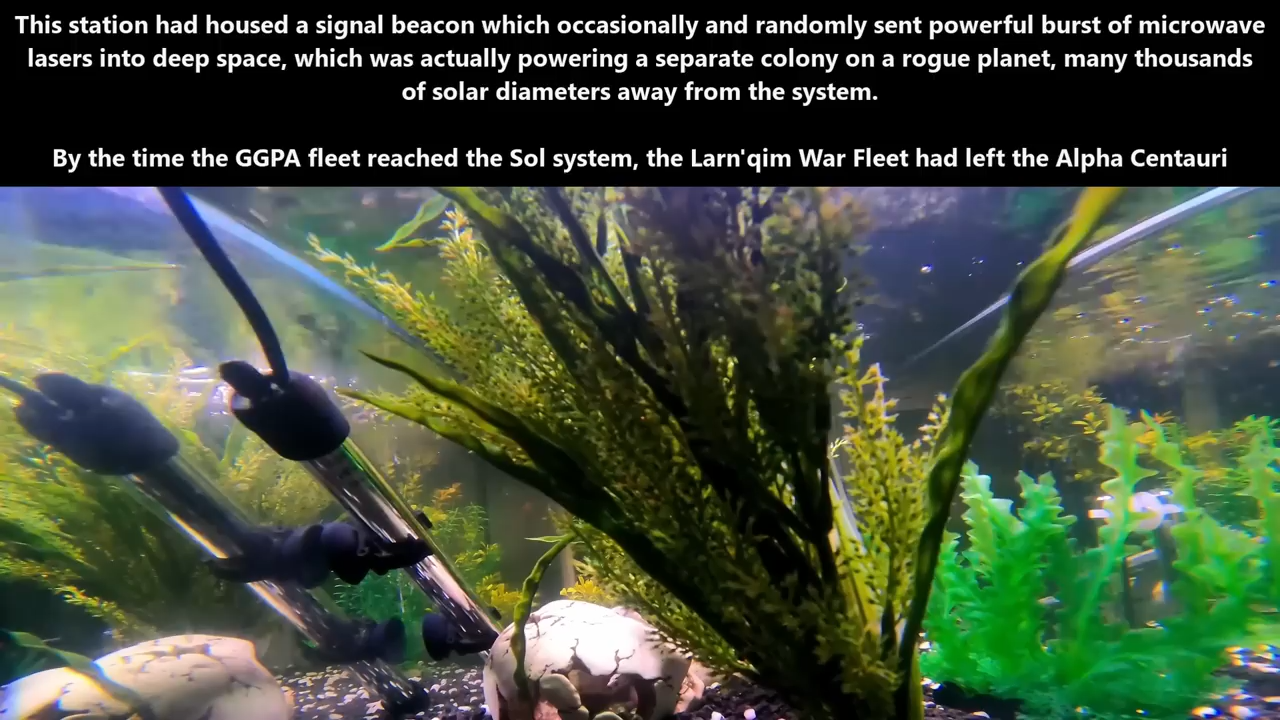 This station had housed a signal beacon which occasionally and randomly sent powerful burst of microwave
lasers into deep space, which was actually powering a separate colony on a rogue planet, many thousands
of solar diameters away from the system.
By the time the GGPA fleet reached the Sol system, the Larn'qim War Fleet had left the Alpha Centauri